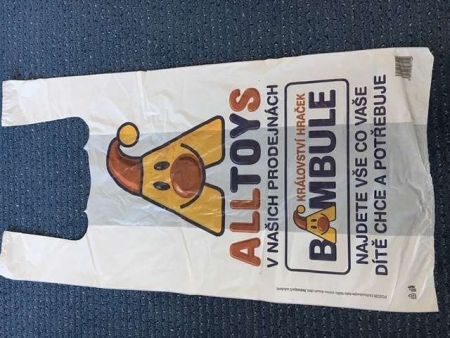 ALLTOYS
V NAŠICH PRODEJNÁCH
KRÁLOVSTVÍ HRAČEK
BAMBULE
NAJDETE VŠE CO VAŠE
DÍTĚ CHCE A POTŘEBUJE